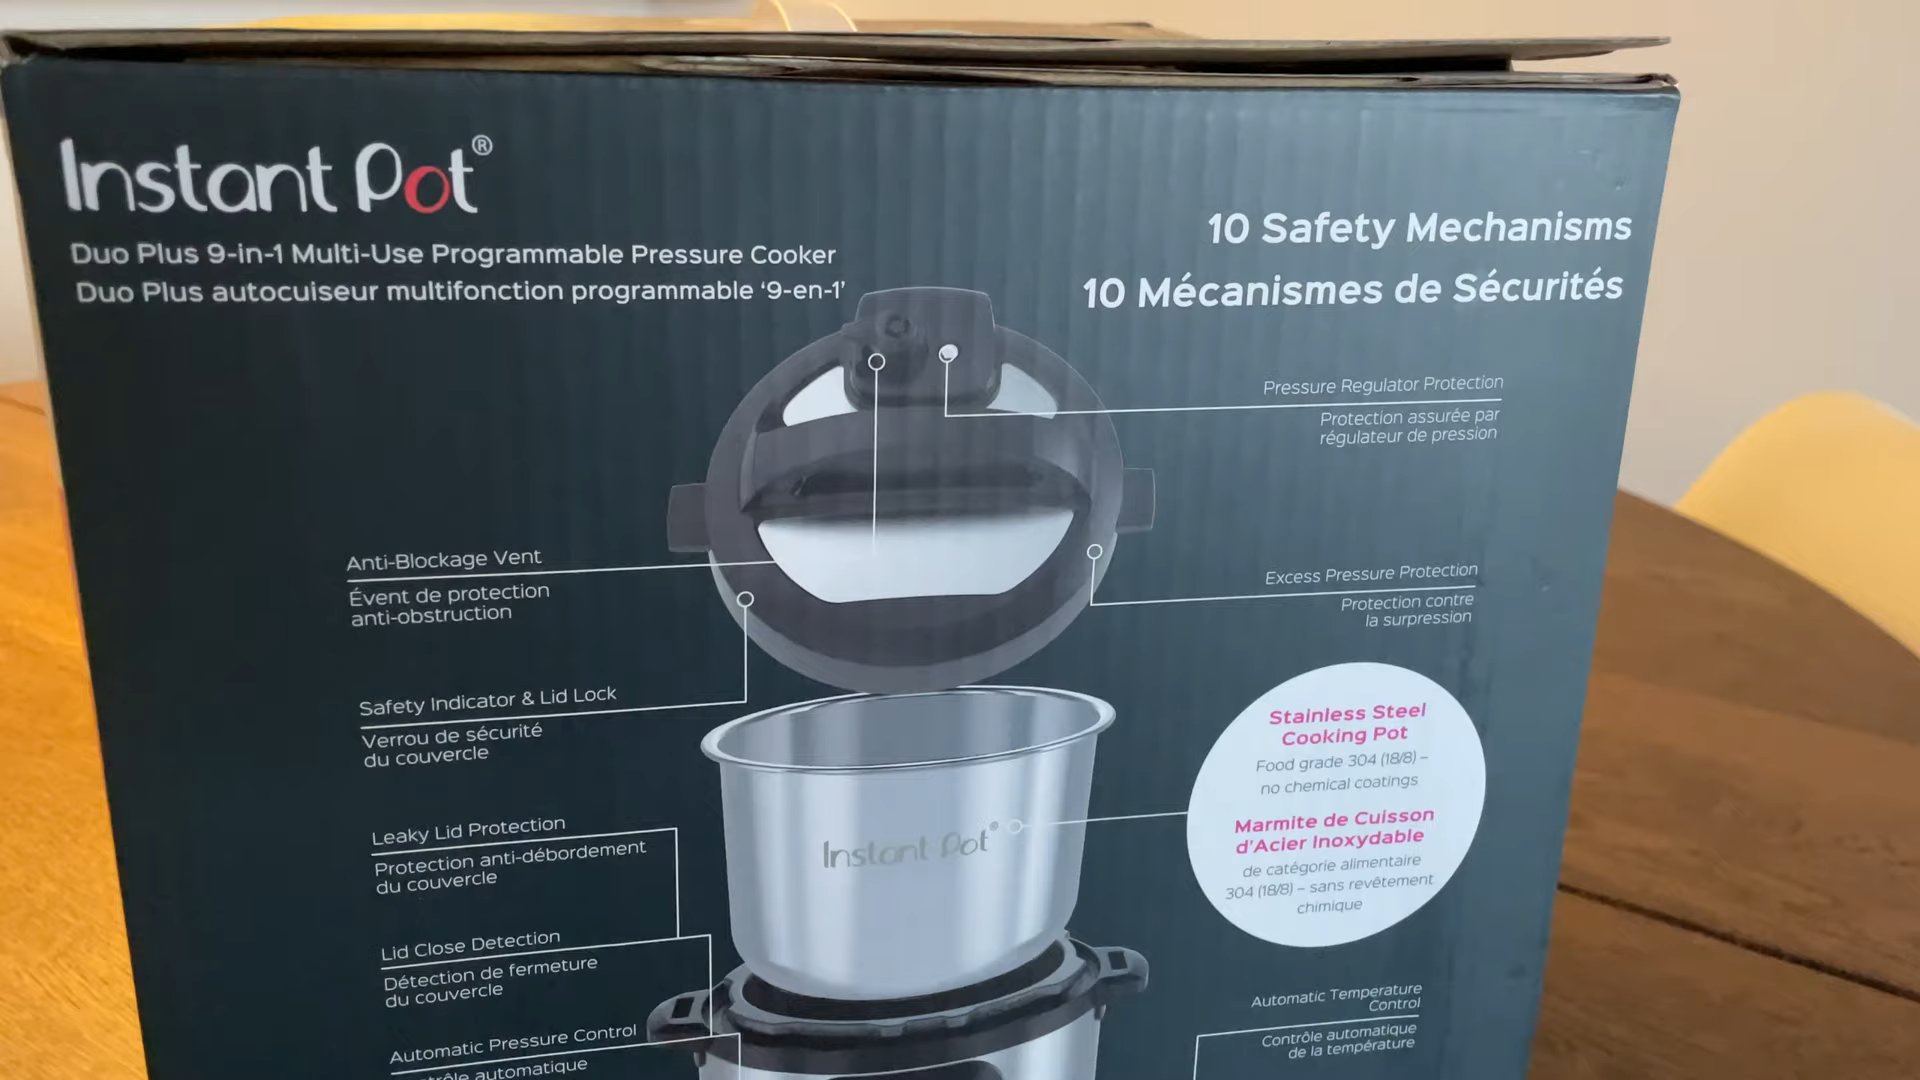 Instant Pot®
Duo Plus 9-in-1 Multi-Use Programmable Pressure Cooker
Duo Plus autocuiseur multifonction programmable ‘9-en-1’
10 Safety Mechanisms
10 Mécanismes de Sécurités
Pressure Regulator Protection
Protection assurée par
régulateur de pression
Anti-Blockage Vent
Évent de protection
anti-obstruction
Excess Pressure Protection
Protection contre
la surpression
Safety Indicator & Lid Lock
Verrou de sécurité
du couvercle
Stainless Steel
Cooking Pot
Food grade 304 (18/8) –
no chemical coatings
Marmite de Cuisson
d'Acier Inoxydable
de catégorie alimentaire
304 (18/8) – sans revêtement
chimique
Instant Pot®
Leaky Lid Protection
Protection anti-débordement
du couvercle
Lid Close Detection
Détection de fermeture
du couvercle
Automatic Pressure Control
automatique
Automatic Temperature
Control
Contrôle automatique
de la température